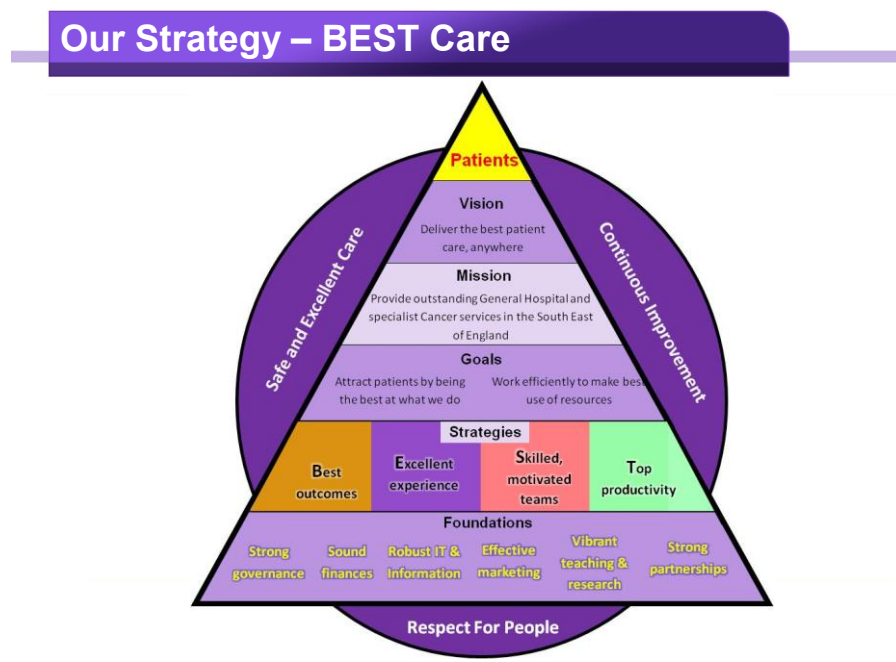 Our Strategy – BEST Care
Patients
Vision
Deliver the best patient
care, anywhere
Mission
Provide outstanding General Hospital and
specialist Cancer services in the South East
of England
Goals
Attract patients by being
the best at what we do
Work efficiently to make best
use of resources
Strategies
Best
outcomes
Excellent
experience
Skilled,
motivated
teams
Top
productivity
Foundations
Strong
governance
Sound
finances
Robust IT &
Information
Effective
marketing
Vibrant
teaching &
research
Strong
partnerships
Safe and Excellent Care
Continuous Improvement
Respect For People